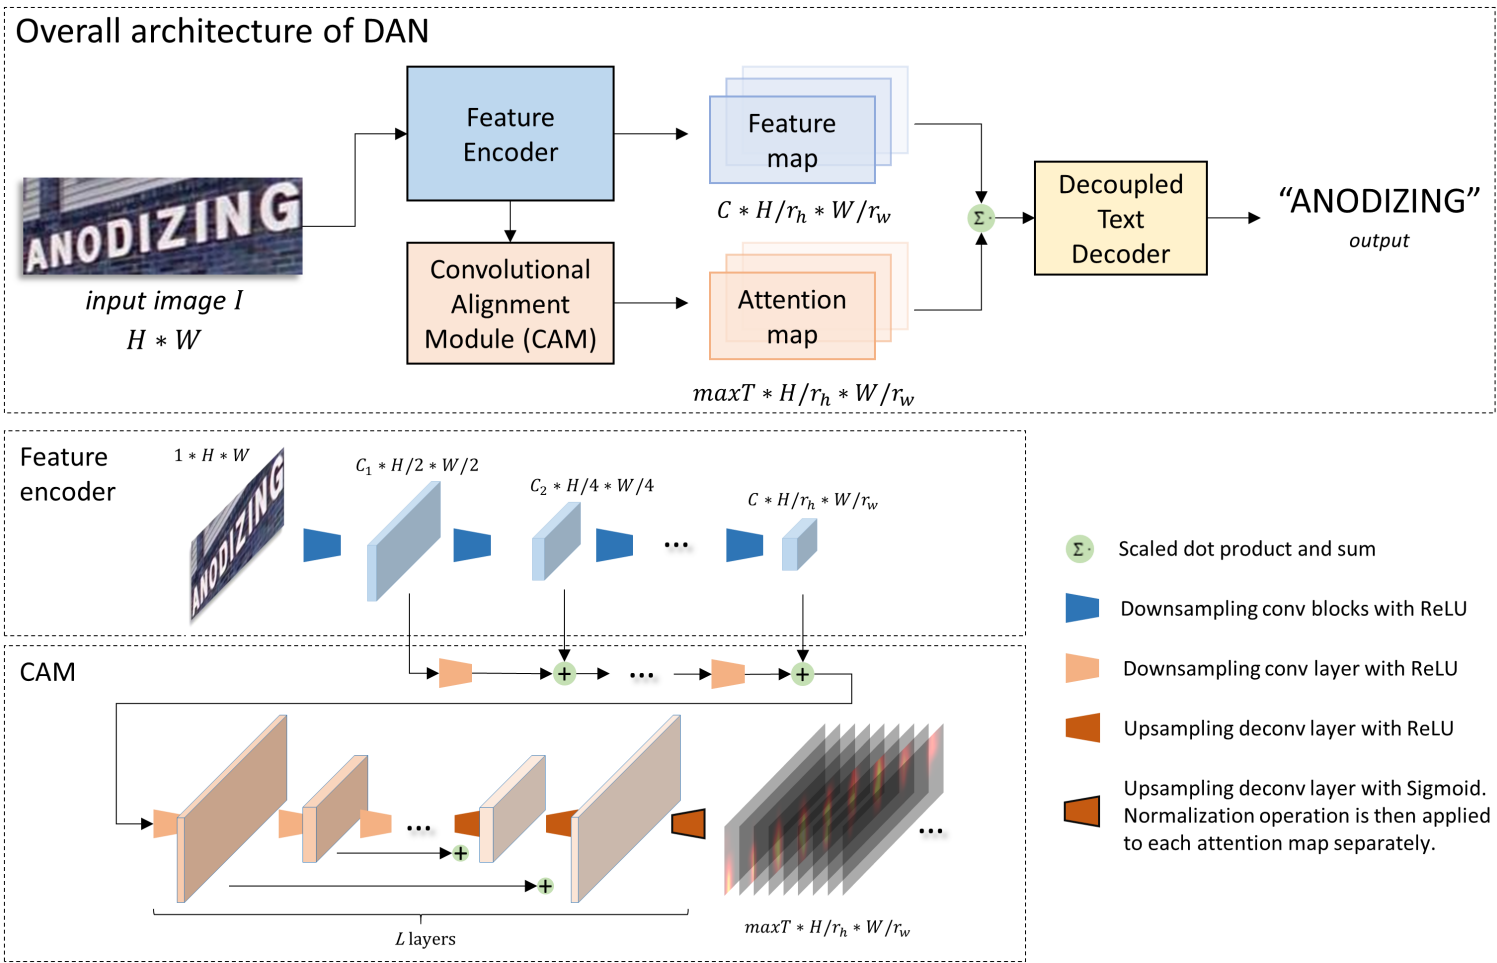 Overall architecture of DAN
Feature
Encoder
Feature
map
C * H/r_h * W/r_w
ANODIZING
input image I
H * W
Convolutional
Alignment
Module (CAM)
Attention
map
maxT * H/r_h * W/r_w
Σ·
Decoupled
Text
Decoder
“ANODIZING”
output
Feature
encoder
1 * H * W
ANODIZING
C_1 * H/2 * W/2
C_2 * H/4 * W/4
C * H/r_h * W/r_w
...
CAM
+
...
+
...
+
+
...
L layers
maxT * H/r_h * W/r_w
Σ· Scaled dot product and sum
Downsampling conv blocks with ReLU
Downsampling conv layer with ReLU
Upsampling deconv layer with ReLU
Upsampling deconv layer with Sigmoid.
Normalization operation is then applied
to each attention map separately.